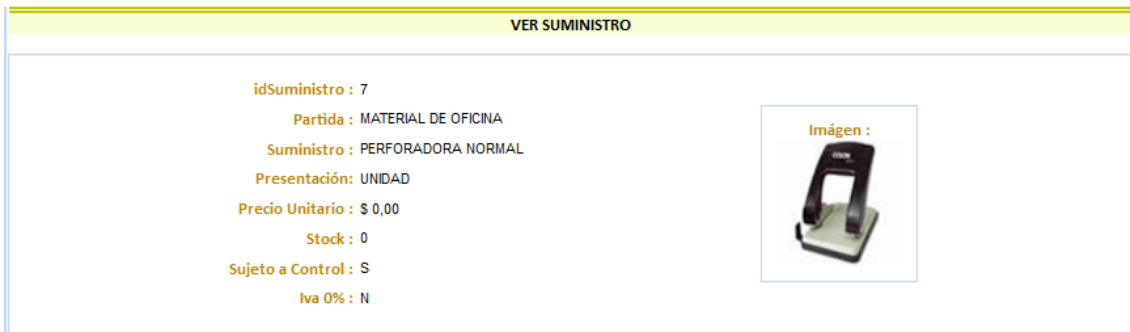 VER SUMINISTRO
idSuministro : 7
Partida : MATERIAL DE OFICINA
Suministro : PERFORADORA NORMAL
Presentación: UNIDAD
Precio Unitario : $ 0,00
Stock : 0
Sujeto a Control : S
Iva 0% : N
Imágen :